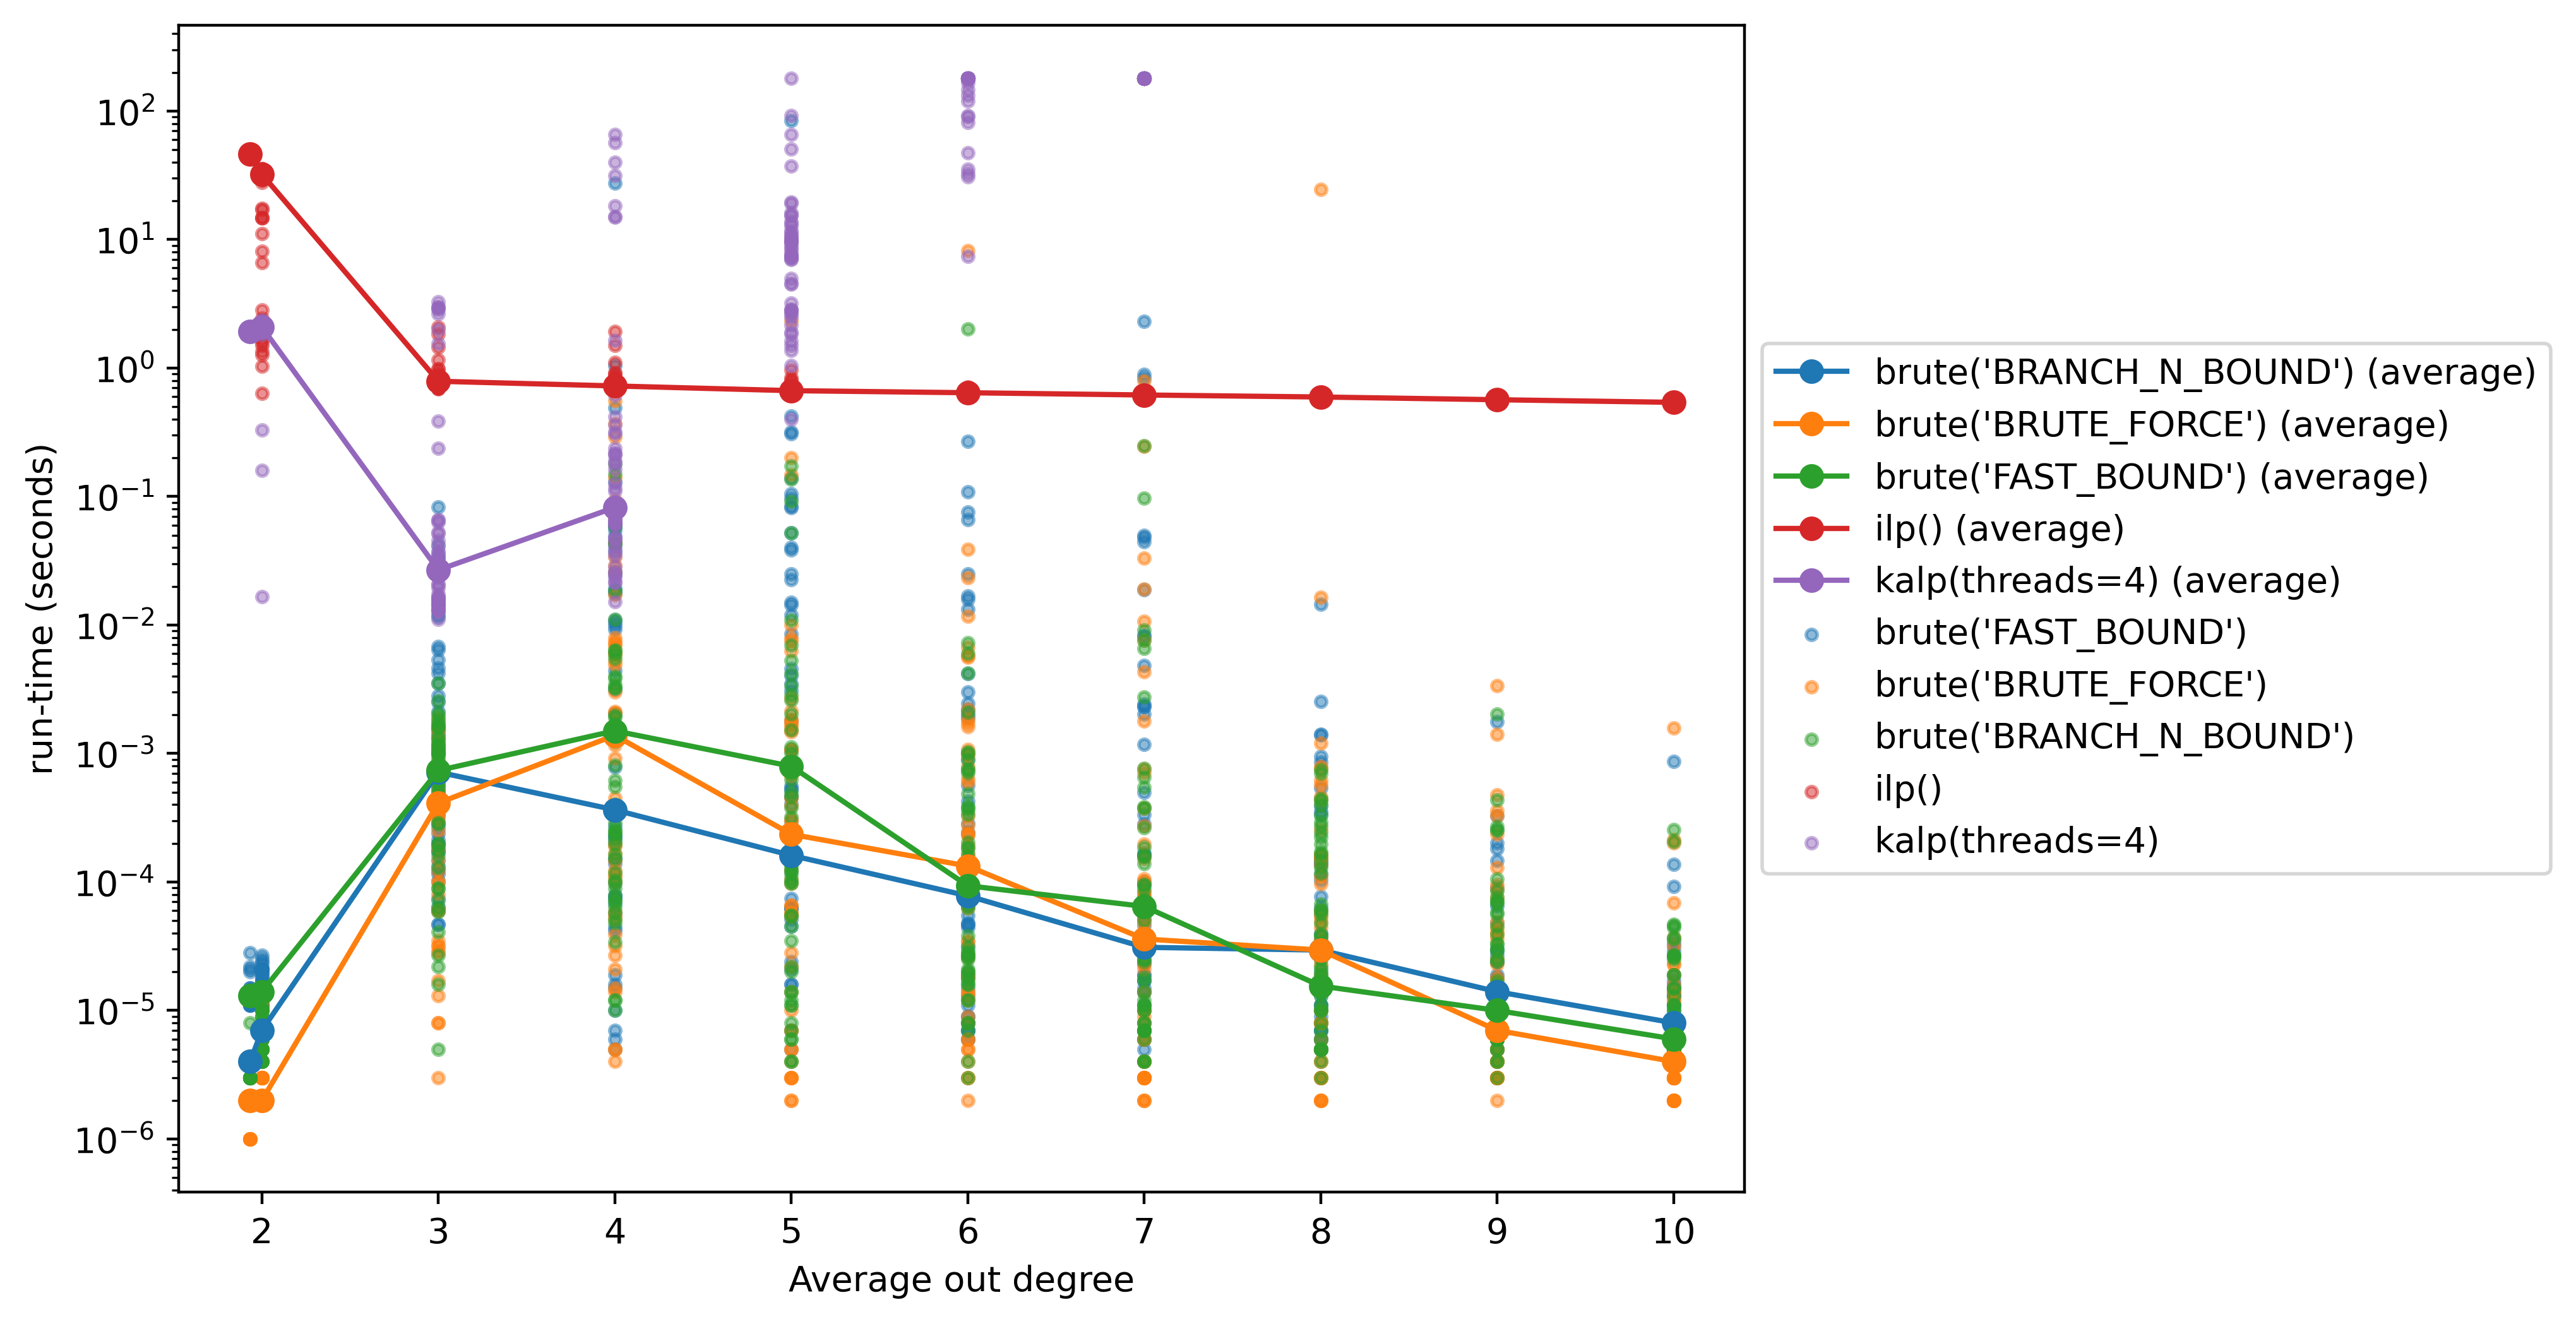 10²
10¹
10⁰
10⁻¹
10⁻²
10⁻³
10⁻⁴
10⁻⁵
10⁻⁶
run-time (seconds)
2 3 4 5 6 7 8 9 10
Average out degree
brute('BRANCH_N_BOUND') (average)
brute('BRUTE_FORCE') (average)
brute('FAST_BOUND') (average)
ilp() (average)
kalp(threads=4) (average)
brute('FAST_BOUND')
brute('BRUTE_FORCE')
brute('BRANCH_N_BOUND')
ilp()
kalp(threads=4)